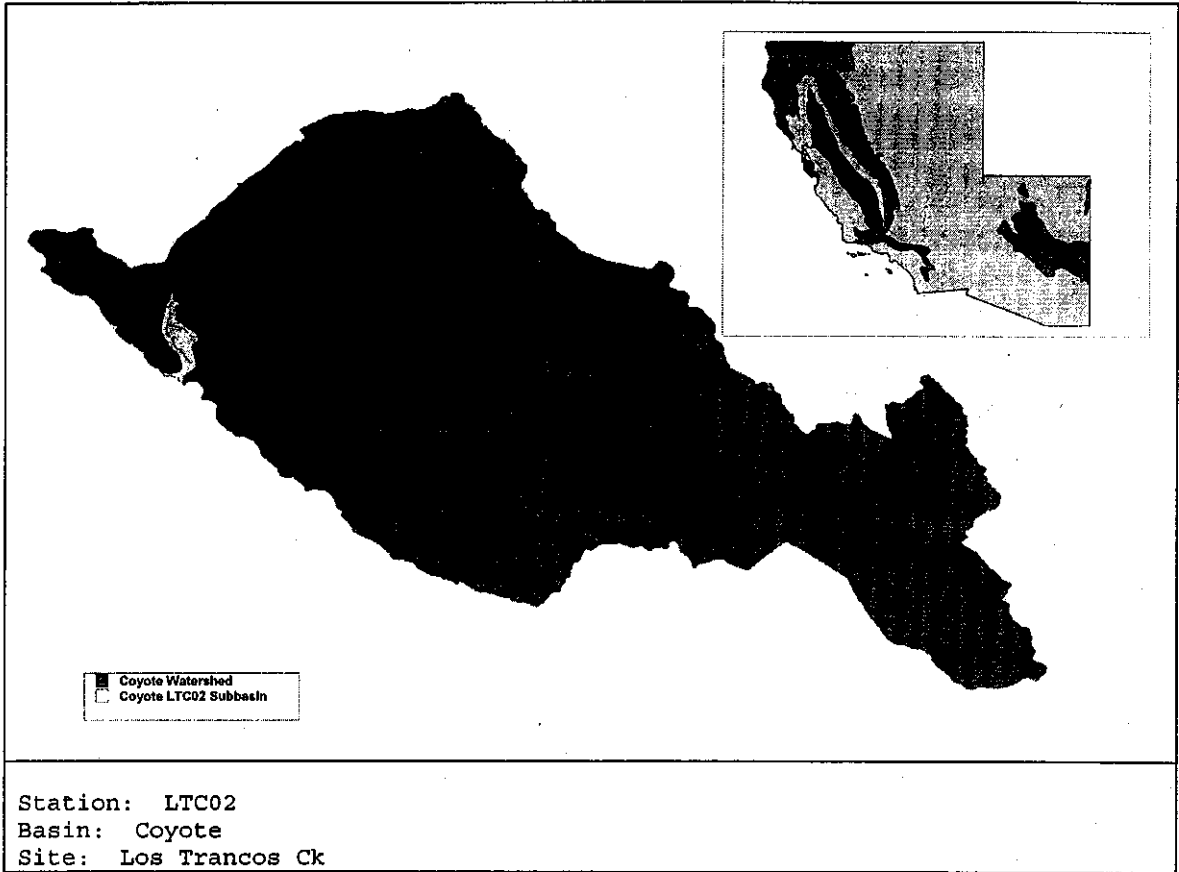 Coyote Watershed
Coyote LTC02 Subbasin
Station: LTC02
Basin: Coyote
Site: Los Trancos Ck